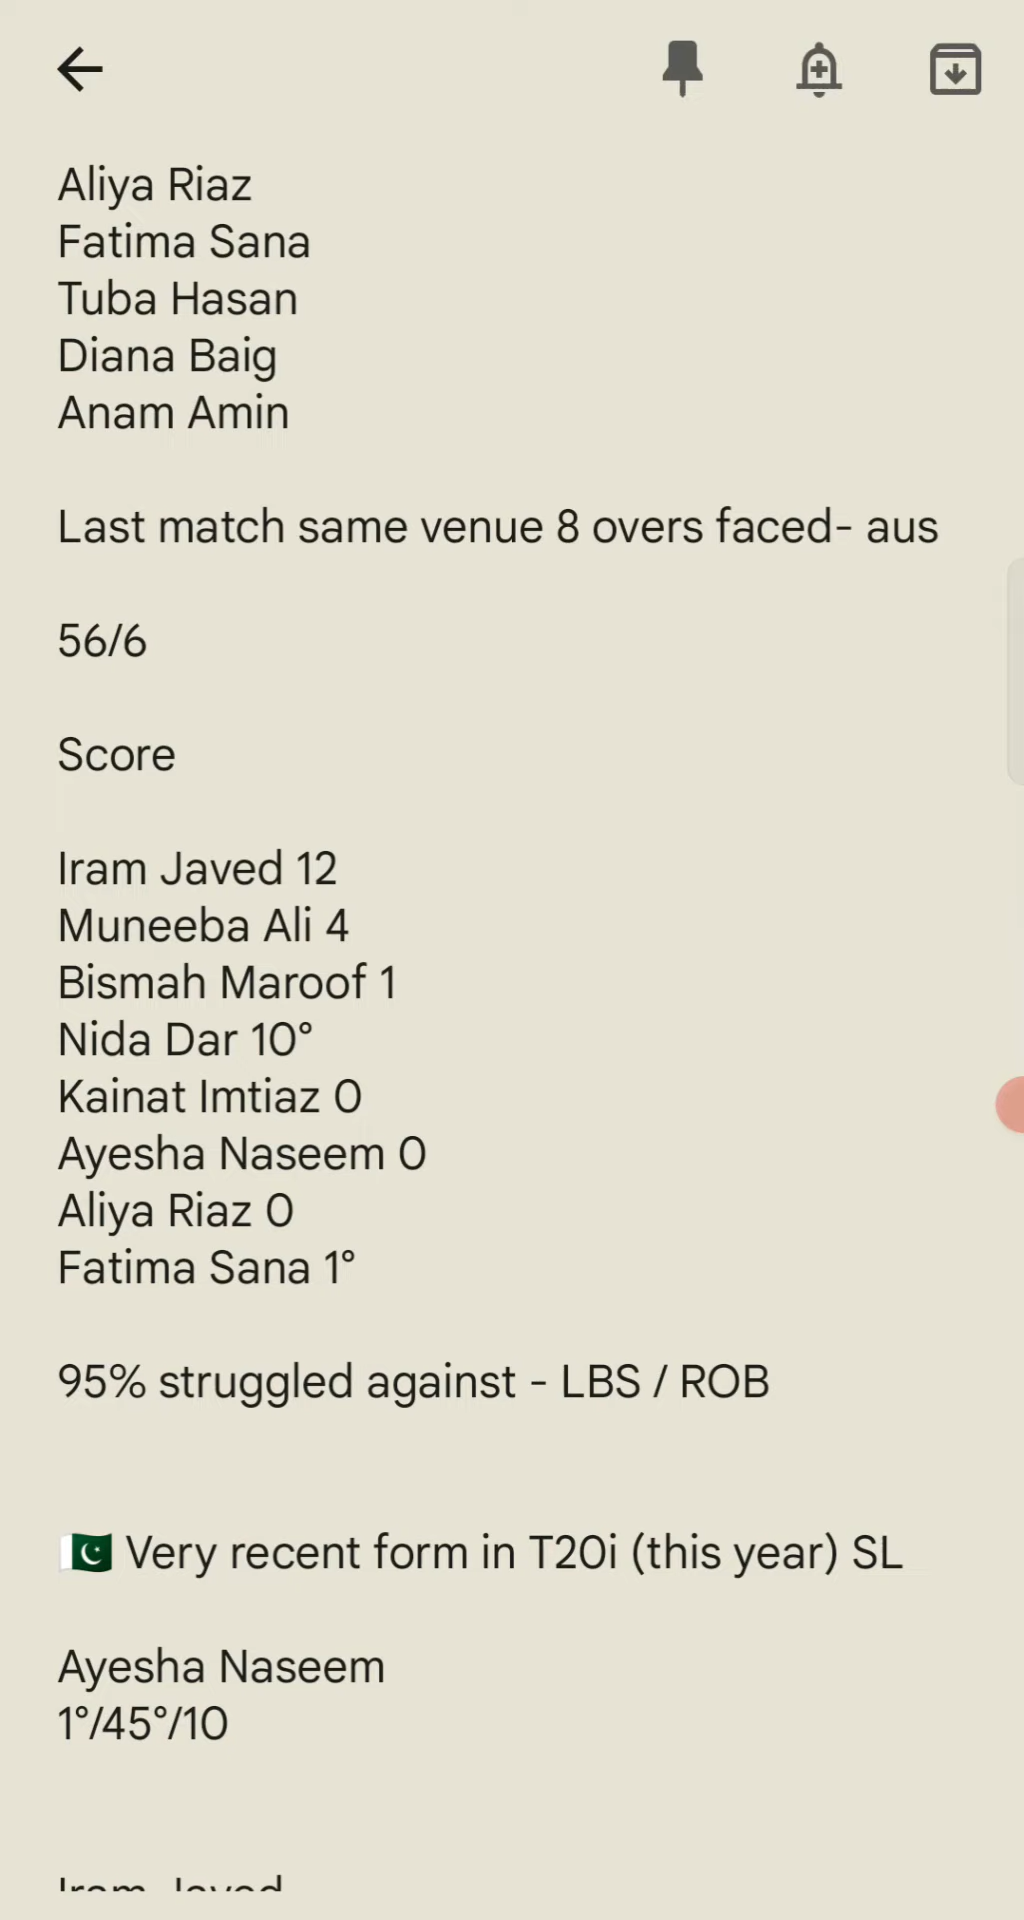 Aliya Riaz
Fatima Sana
Tuba Hasan
Diana Baig
Anam Amin
Last match same venue 8 overs faced- aus
56/6
Score
Iram Javed 12
Muneeba Ali 4
Bismah Maroof 1
Nida Dar 10°
Kainat Imtiaz 0
Ayesha Naseem 0
Aliya Riaz 0
Fatima Sana 1°
95% struggled against - LBS / ROB
🇵🇰 Very recent form in T20i (this year) SL
Ayesha Naseem
1°/45°/10
Iram Javed